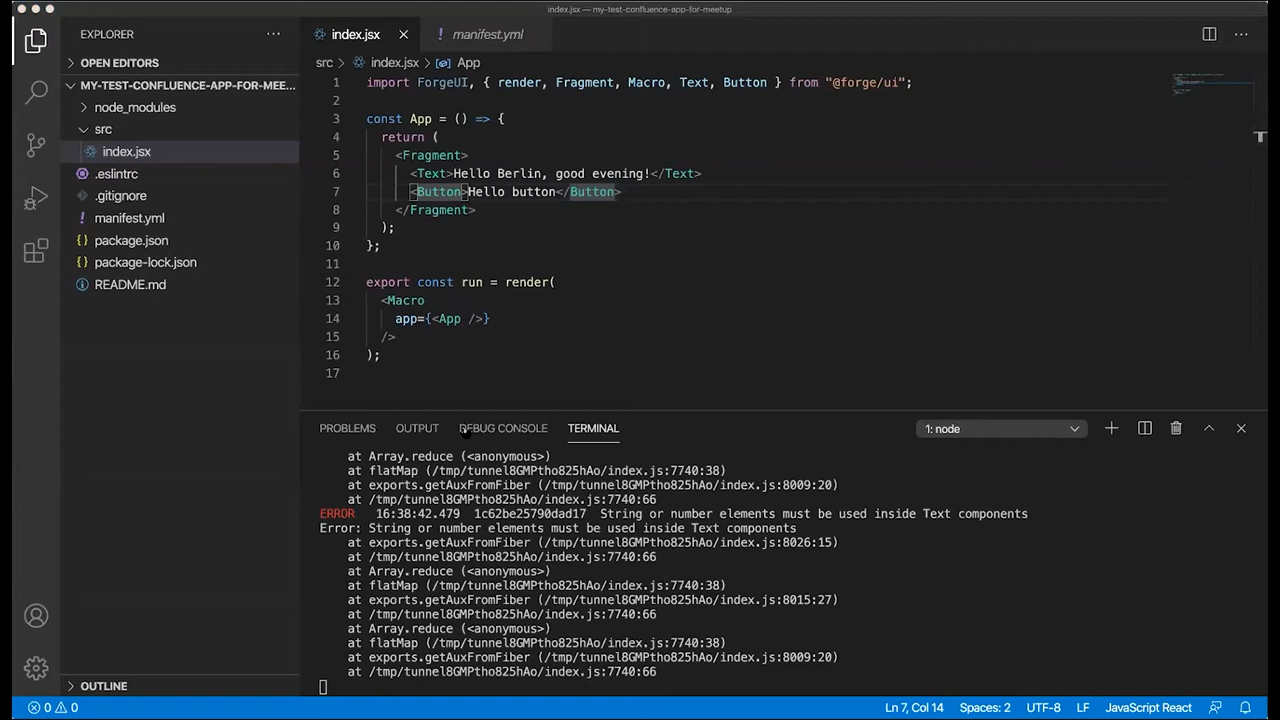 index.jsx — my-test-confluence-app-for-meetup
EXPLORER
OPEN EDITORS
MY-TEST-CONFLUENCE-APP-FOR-MEE...
node_modules
src
index.jsx
.eslintrc
.gitignore
manifest.yml
package.json
package-lock.json
README.md
OUTLINE
index.jsx
manifest.yml
src > index.jsx > App
1 import ForgeUI, { render, Fragment, Macro, Text, Button } from "@forge/ui";
2
3 const App = () => {
4 return (
5 <Fragment>
6 <Text>Hello Berlin, good evening!</Text>
7 <Button>Hello button</Button>
8 </Fragment>
9 );
10 };
11
12 export const run = render(
13 <Macro
14 app={<App />}
15 />
16 );
17
PROBLEMS OUTPUT DEBUG CONSOLE TERMINAL
1: node
at Array.reduce (<anonymous>)
at flatMap (/tmp/tunnel8GMPtho825hAo/index.js:7740:38)
at exports.getAuxFromFiber (/tmp/tunnel8GMPtho825hAo/index.js:8009:20)
at /tmp/tunnel8GMPtho825hAo/index.js:7740:66
ERROR 16:38:42.479 1c62be25790dad17 String or number elements must be used inside Text components
Error: String or number elements must be used inside Text components
at exports.getAuxFromFiber (/tmp/tunnel8GMPtho825hAo/index.js:8026:15)
at /tmp/tunnel8GMPtho825hAo/index.js:7740:66
at Array.reduce (<anonymous>)
at flatMap (/tmp/tunnel8GMPtho825hAo/index.js:7740:38)
at exports.getAuxFromFiber (/tmp/tunnel8GMPtho825hAo/index.js:8015:27)
at /tmp/tunnel8GMPtho825hAo/index.js:7740:66
at Array.reduce (<anonymous>)
at flatMap (/tmp/tunnel8GMPtho825hAo/index.js:7740:38)
at exports.getAuxFromFiber (/tmp/tunnel8GMPtho825hAo/index.js:8009:20)
at /tmp/tunnel8GMPtho825hAo/index.js:7740:66
0 0
Ln 7, Col 14 Spaces: 2 UTF-8 LF JavaScript React